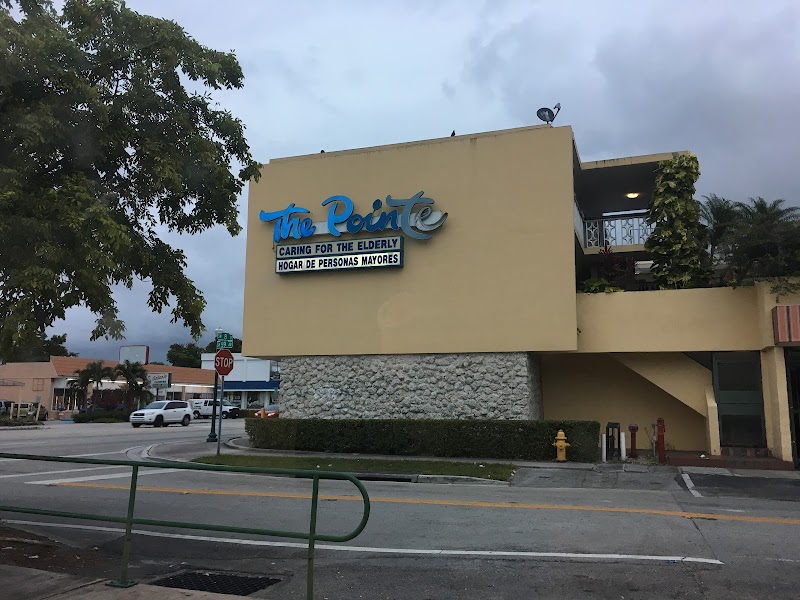 The Pointe
CARING FOR THE ELDERLY
HOGAR DE PERSONAS MAYORES
STOP